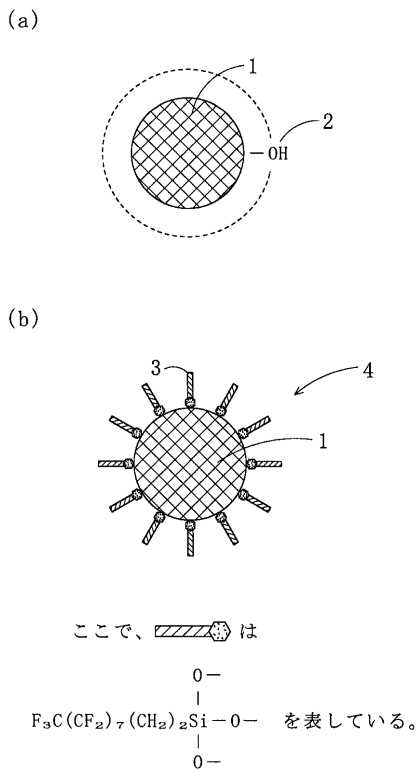 (a)
1
2
-OH
(b)
3
4
1
ここで、 は
O-
|
F₃C(CF₂)₇(CH₂)₂Si-O- を表している。
|
O-